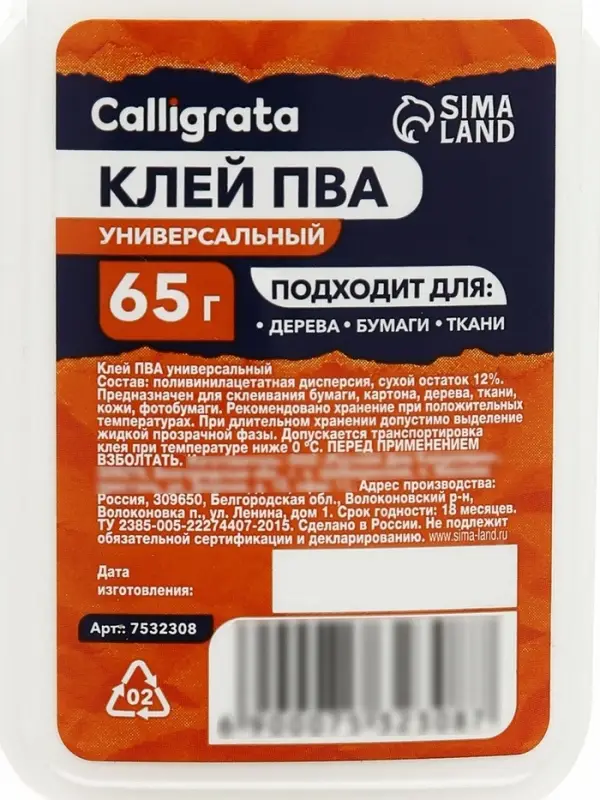 Calligrata
SIMA
LAND
КЛЕЙ ПВА
УНИВЕРСАЛЬНЫЙ
65 г
ПОДХОДИТ ДЛЯ:
• ДЕРЕВА • БУМАГИ • ТКАНИ
Клей ПВА универсальный
Состав: поливинилацетатная дисперсия, сухой остаток 12%.
Предназначен для склеивания бумаги, картона, дерева, ткани,
кожи, фотобумаги. Рекомендовано хранение при положительных
температурах. При длительном хранении допустимо выделение
жидкой прозрачной фазы. Допускается транспортировка
клея при температуре ниже 0 °С. ПЕРЕД ПРИМЕНЕНИЕМ
ВЗБОЛТАТЬ.
Адрес производства:
Россия, 309650, Белгородская обл., Волоконовский р-н,
Волоконовка п., ул. Ленина, дом 1. Срок годности: 18 месяцев.
ТУ 2385-005-22274407-2015. Сделано в России. Не подлежит
обязательной сертификации и декларированию. www.sima-land.ru
Дата
изготовления:
Арт.: 7532308
02